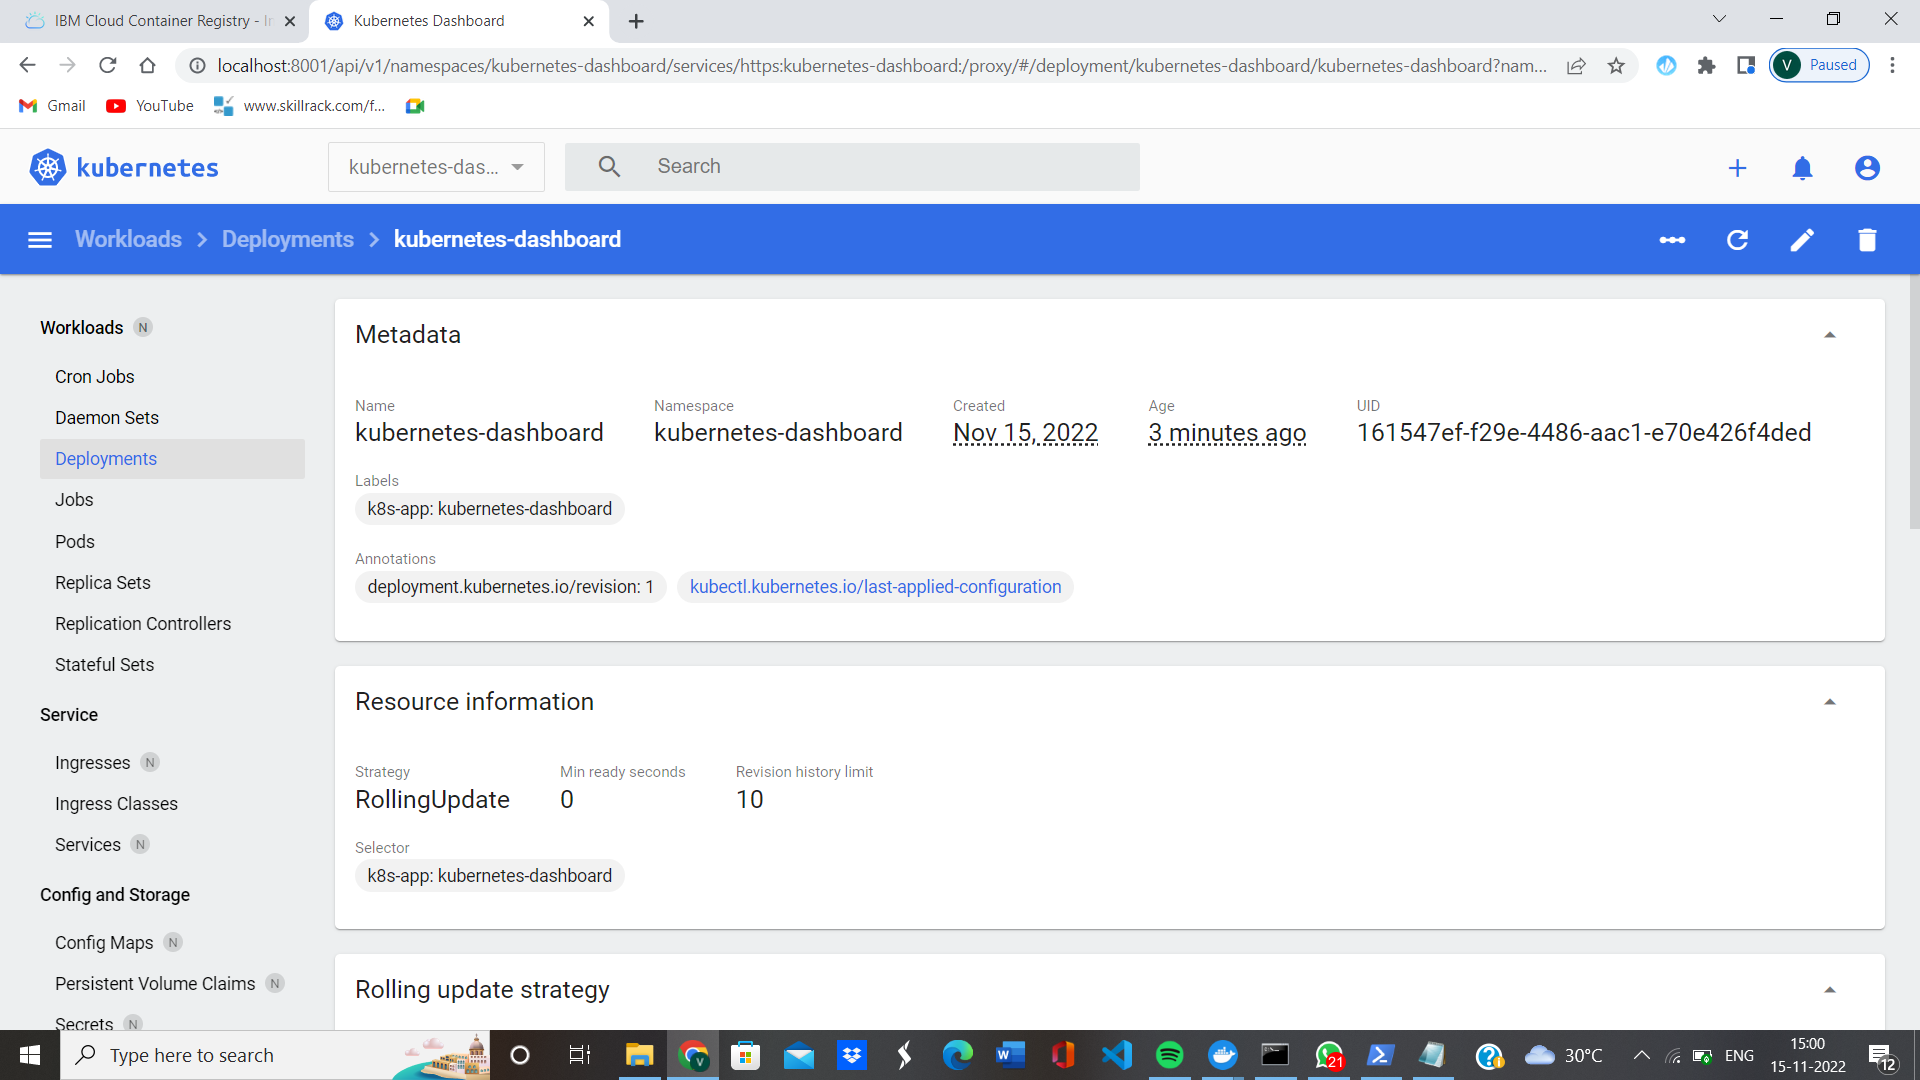 IBM Cloud Container Registry - In
Kubernetes Dashboard
localhost:8001/api/v1/namespaces/kubernetes-dashboard/services/https:kubernetes-dashboard:/proxy/#/deployment/kubernetes-dashboard/kubernetes-dashboard?nam...
V Paused
Gmail YouTube www.skillrack.com/f...
kubernetes
kubernetes-das...
Search
Workloads Deployments kubernetes-dashboard
Workloads N
Cron Jobs
Daemon Sets
Deployments
Jobs
Pods
Replica Sets
Replication Controllers
Stateful Sets
Service
Ingresses N
Ingress Classes
Services N
Config and Storage
Config Maps N
Persistent Volume Claims N
Secrets N
Metadata
Name
kubernetes-dashboard
Namespace
kubernetes-dashboard
Created
Nov 15, 2022
Age
3 minutes ago
UID
161547ef-f29e-4486-aac1-e70e426f4ded
Labels
k8s-app: kubernetes-dashboard
Annotations
deployment.kubernetes.io/revision: 1
kubectl.kubernetes.io/last-applied-configuration
Resource information
Strategy
RollingUpdate
Min ready seconds
0
Revision history limit
10
Selector
k8s-app: kubernetes-dashboard
Rolling update strategy
Type here to search
V
W
21
30°C
ENG
15:00
15-11-2022
12